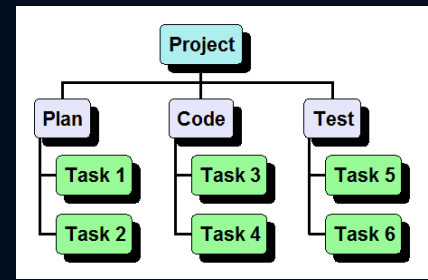 Project
Plan
Code
Test
Task 1
Task 3
Task 5
Task 2
Task 4
Task 6